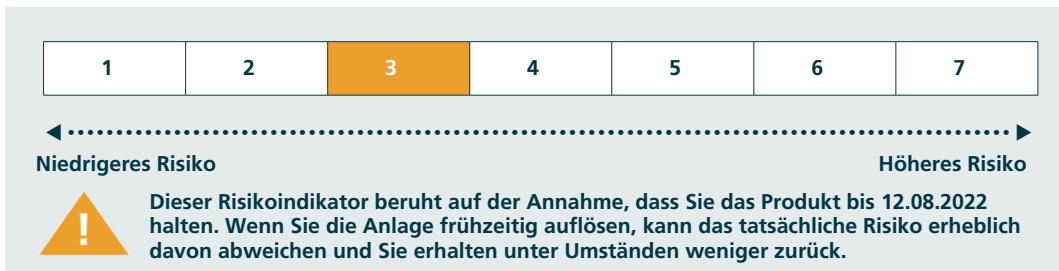 1 2 3 4 5 6 7
Niedrigeres Risiko Höheres Risiko
! Dieser Risikoindikator beruht auf der Annahme, dass Sie das Produkt bis 12.08.2022
halten. Wenn Sie die Anlage frühzeitig auflösen, kann das tatsächliche Risiko erheblich
davon abweichen und Sie erhalten unter Umständen weniger zurück.